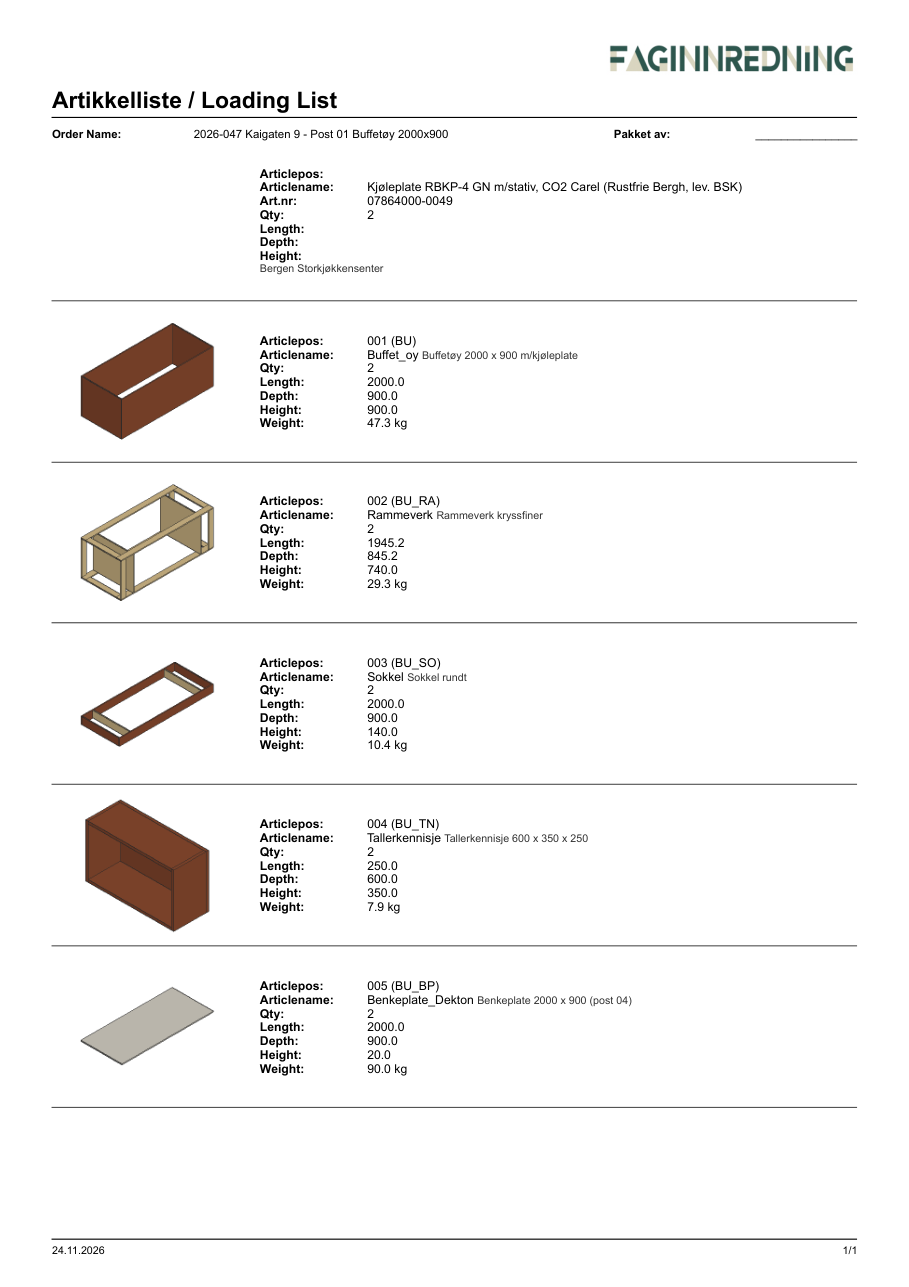 FAGINNREDNING
Artikkelliste / Loading List
Order Name: 2026-047 Kaigaten 9 - Post 01 Buffetøy 2000x900 Pakket av: ________________
Articlepos:
Articlename: Kjøleplate RBKP-4 GN m/stativ, CO2 Carel (Rustfrie Bergh, lev. BSK)
Art.nr: 07864000-0049
Qty: 2
Length:
Depth:
Height:
Bergen Storkjøkkensenter
Articlepos: 001 (BU)
Articlename: Buffet_oy Buffetøy 2000 x 900 m/kjøleplate
Qty: 2
Length: 2000.0
Depth: 900.0
Height: 900.0
Weight: 47.3 kg
Articlepos: 002 (BU_RA)
Articlename: Rammeverk Rammeverk kryssfiner
Qty: 2
Length: 1945.2
Depth: 845.2
Height: 740.0
Weight: 29.3 kg
Articlepos: 003 (BU_SO)
Articlename: Sokkel Sokkel rundt
Qty: 2
Length: 2000.0
Depth: 900.0
Height: 140.0
Weight: 10.4 kg
Articlepos: 004 (BU_TN)
Articlename: Tallerkennisje Tallerkennisje 600 x 350 x 250
Qty: 2
Length: 250.0
Depth: 600.0
Height: 350.0
Weight: 7.9 kg
Articlepos: 005 (BU_BP)
Articlename: Benkeplate_Dekton Benkeplate 2000 x 900 (post 04)
Qty: 2
Length: 2000.0
Depth: 900.0
Height: 20.0
Weight: 90.0 kg
24.11.2026 1/1